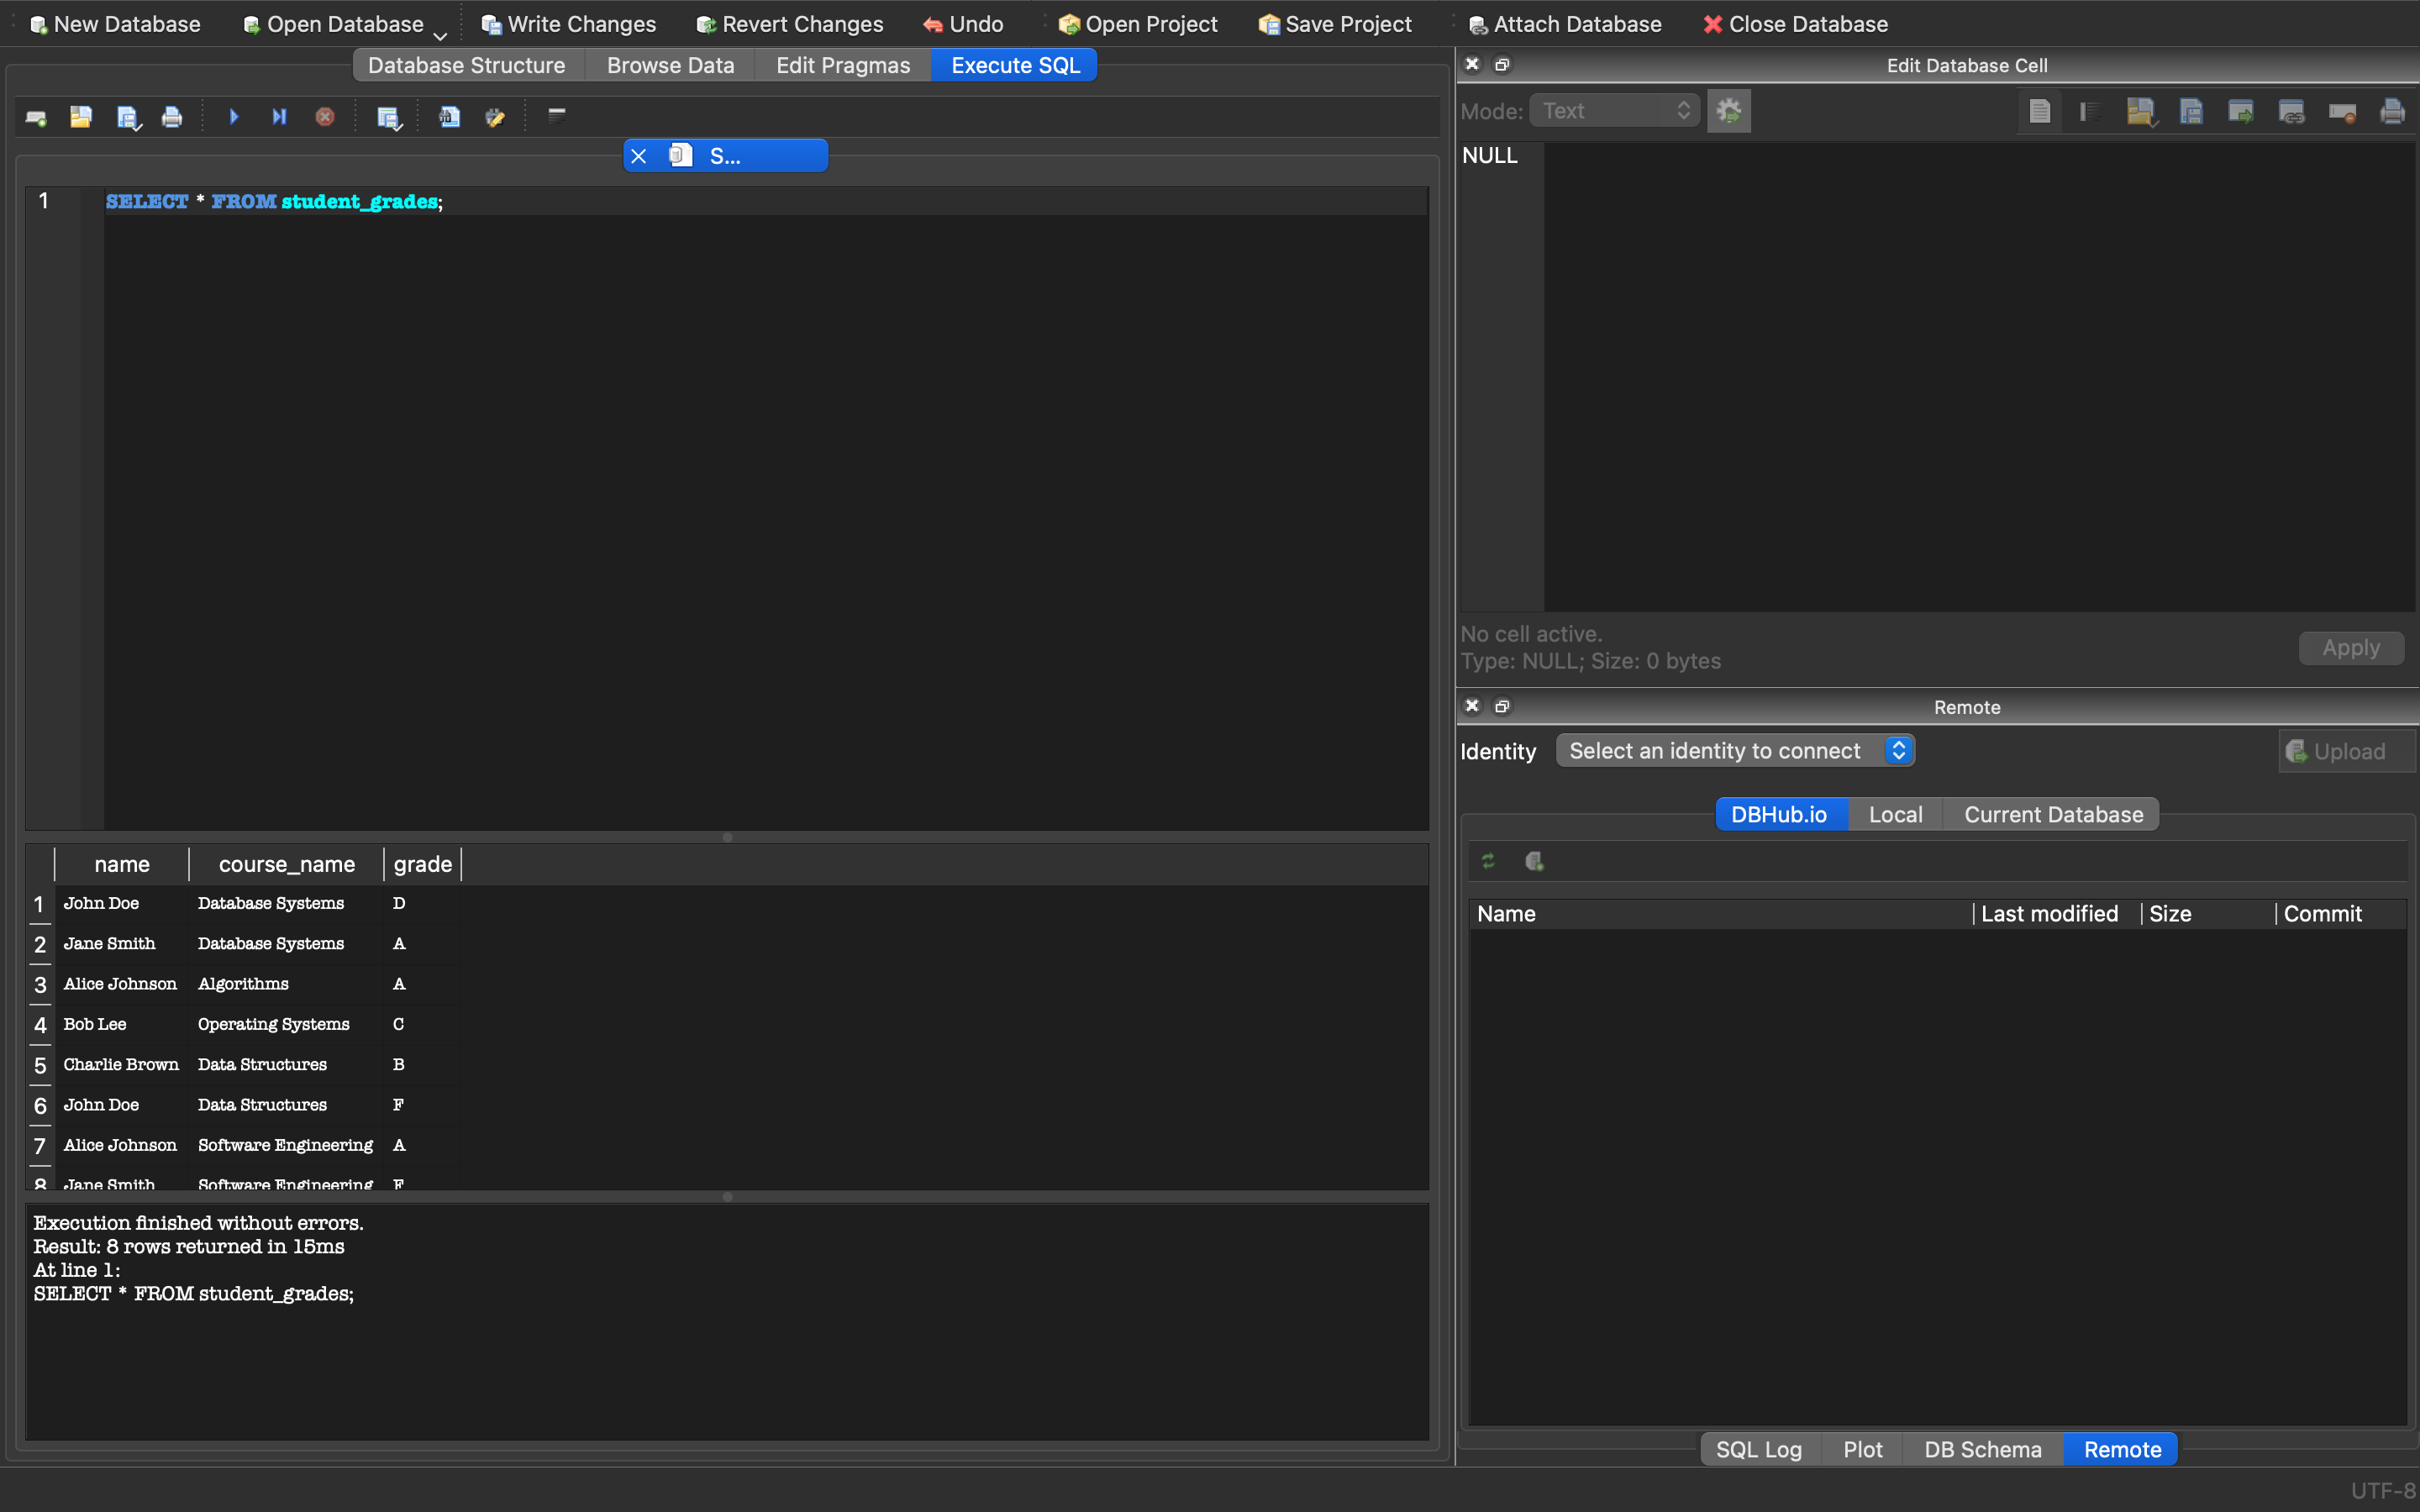 New Database Open Database Write Changes Revert Changes Undo Open Project Save Project Attach Database Close Database
Database Structure Browse Data Edit Pragmas Execute SQL
S...
1 SELECT * FROM student_grades;
name course_name grade
1 John Doe Database Systems D
2 Jane Smith Database Systems A
3 Alice Johnson Algorithms A
4 Bob Lee Operating Systems C
5 Charlie Brown Data Structures B
6 John Doe Data Structures F
7 Alice Johnson Software Engineering A
8 Jane Smith Software Engineering F
Execution finished without errors.
Result: 8 rows returned in 15ms
At line 1:
SELECT * FROM student_grades;
Edit Database Cell
Mode: Text
NULL
No cell active.
Type: NULL; Size: 0 bytes
Apply
Remote
Identity Select an identity to connect Upload
DBHub.io Local Current Database
Name Last modified Size Commit
SQL Log Plot DB Schema Remote
UTF-8